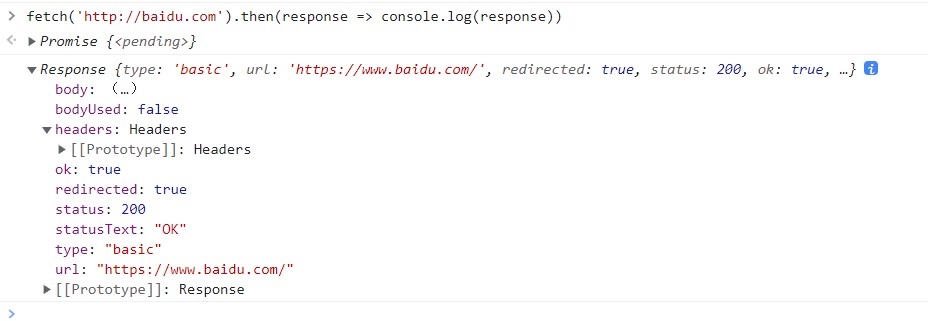 fetch('http://baidu.com').then(response => console.log(response))
Promise {<pending>}
Response {type: 'basic', url: 'https://www.baidu.com/', redirected: true, status: 200, ok: true, …}
body: (…)
bodyUsed: false
headers: Headers
[[Prototype]]: Headers
ok: true
redirected: true
status: 200
statusText: "OK"
type: "basic"
url: "https://www.baidu.com/"
[[Prototype]]: Response